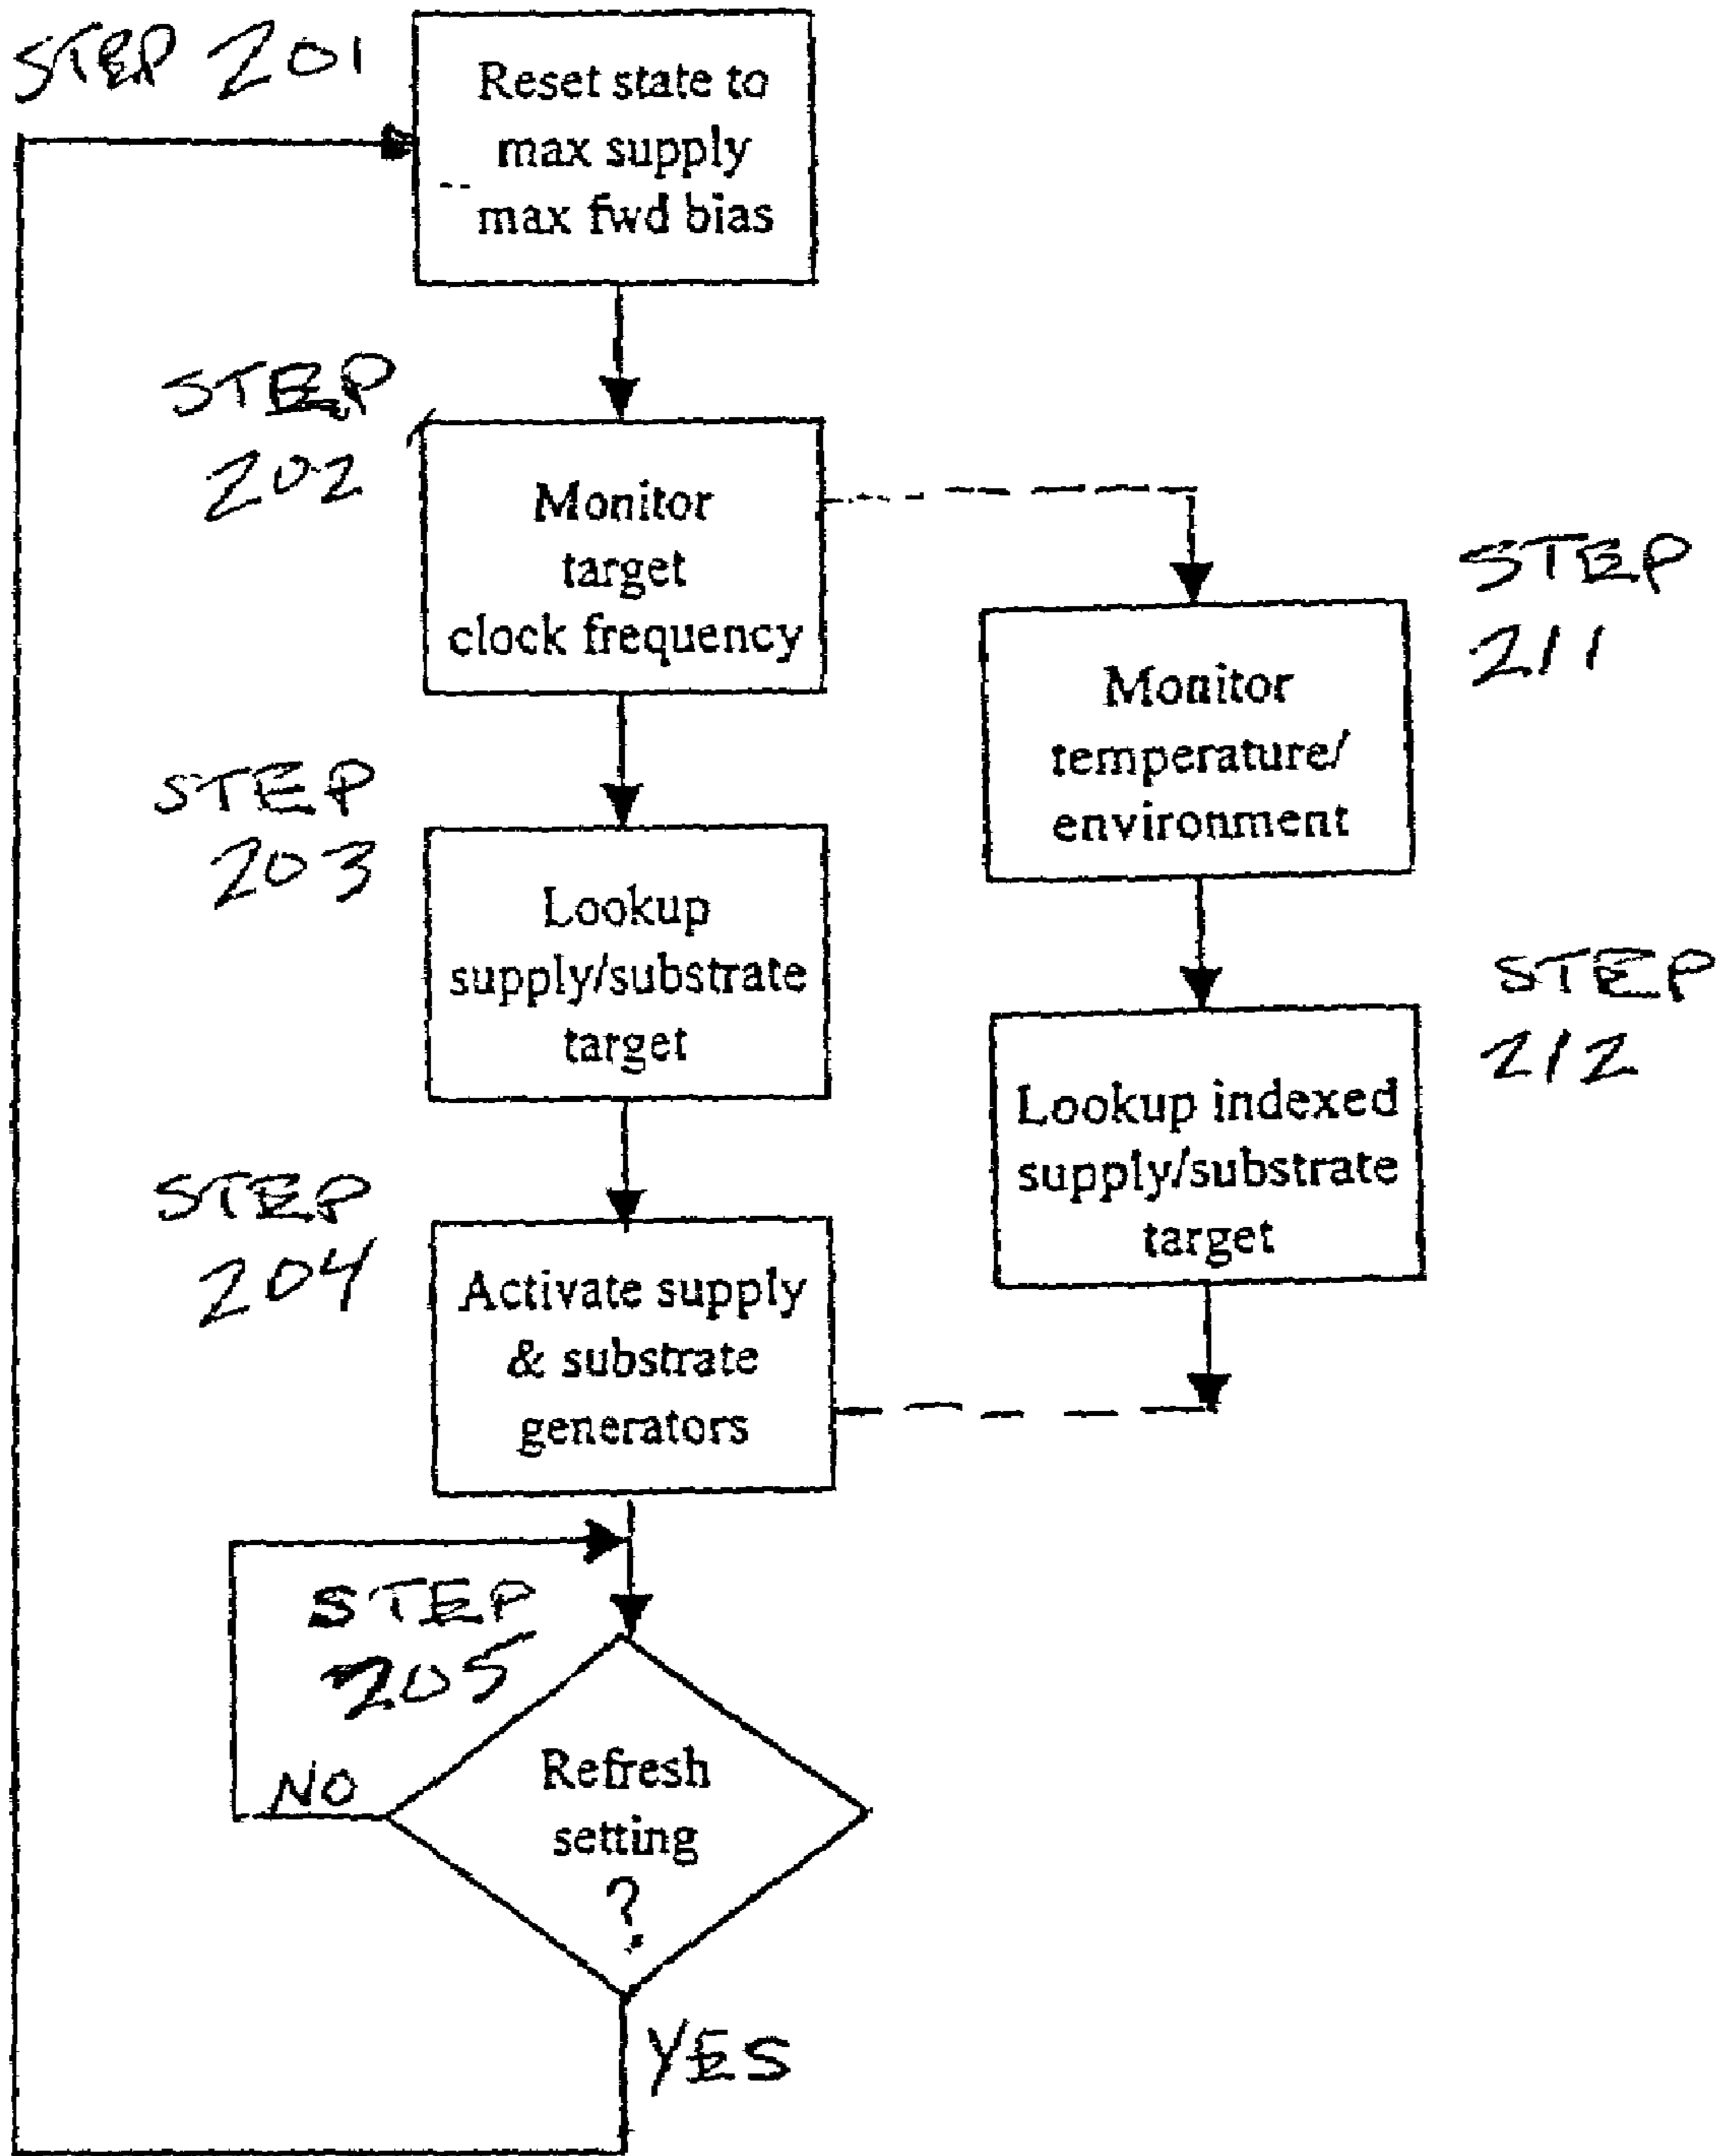 STEP 201
Reset state to
max supply
max fwd bias
STEP
202
Monitor
target
clock frequency
STEP
211
Monitor
temperature/
environment
STEP
203
Lookup
supply/substrate
target
STEP
212
Lookup indexed
supply/substrate
target
STEP
204
Activate supply
& substrate
generators
STEP
205
NO
Refresh
setting
?
YES